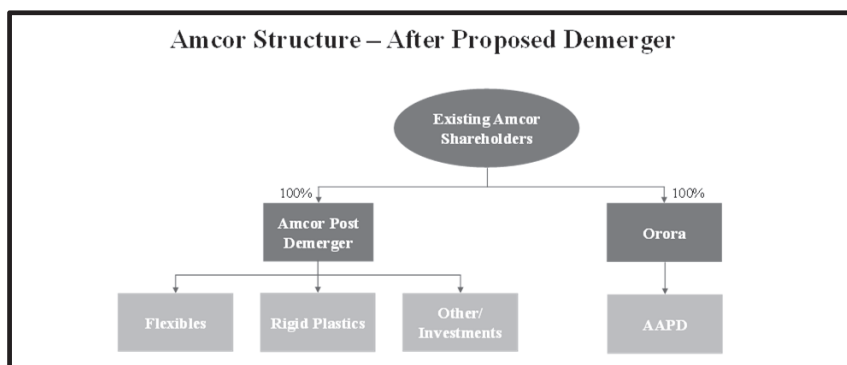 Amcor Structure – After Proposed Demerger
Existing Amcor
Shareholders
100%
100%
Amcor Post
Demerger
Orora
Flexibles
Rigid Plastics
Other/
Investments
AAPD